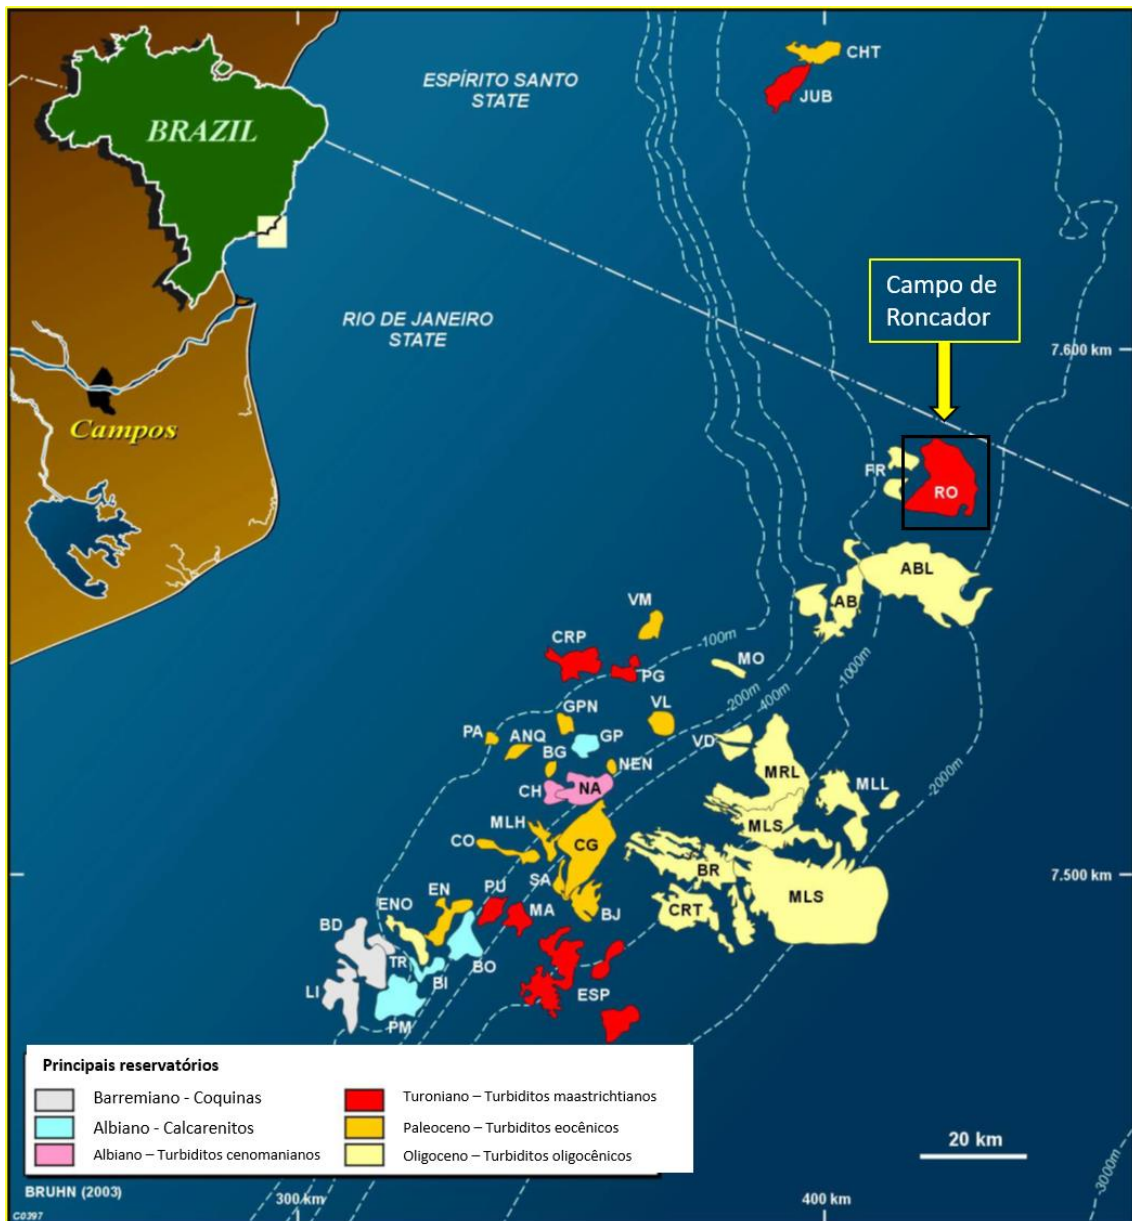 CHT
ESPÍRITO SANTO
STATE
JUB
BRAZIL
Campo de
Roncador
RIO DE JANEIRO
STATE
7.600 km
Campos
FR
RO
ABL
AB
VM
CRP
-100m
PG
MO
-1000m
-200m
-400m
GPN
VL
PA
ANQ
GP
VD
BG
NEN
MRL
MLL
-2000m
CH
NA
MLH
MLS
CO
CG
BR
7.500 km
SA
EN
PU
MLS
ENO
MA
BJ
CRT
BD
TR
BO
BI
LI
ESP
PM
Principais reservatórios
Barremiano - Coquinas
Turoniano – Turbiditos maastrichtianos
Albiano - Calcarenitos
Paleoceno – Turbiditos eocênicos
Albiano – Turbiditos cenomanianos
Oligoceno – Turbiditos oligocênicos
20 km
-3000m
BRUHN (2003)
300 km
400 km
C0397